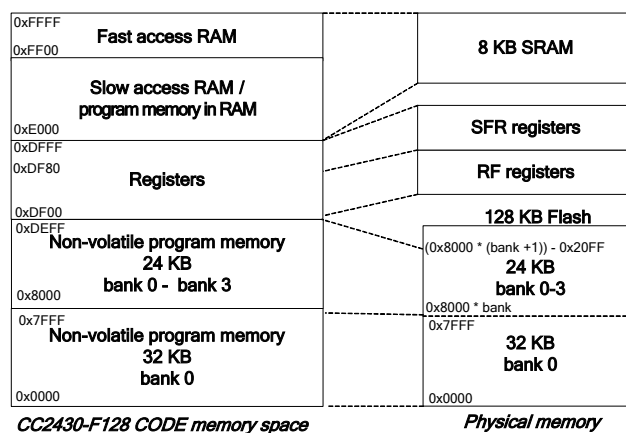 0xFFFF
Fast access RAM
0xFF00
Slow access RAM /
program memory in RAM
0xE000
0xDFFF
0xDF80
Registers
0xDF00
0xDEFF
Non-volatile program memory
24 KB
bank 0 - bank 3
0x8000
0x7FFF
Non-volatile program memory
32 KB
bank 0
0x0000
CC2430-F128 CODE memory space
8 KB SRAM
SFR registers
RF registers
128 KB Flash
(0x8000 * (bank +1)) - 0x20FF
24 KB
bank 0-3
0x8000 * bank
0x7FFF
32 KB
bank 0
0x0000
Physical memory